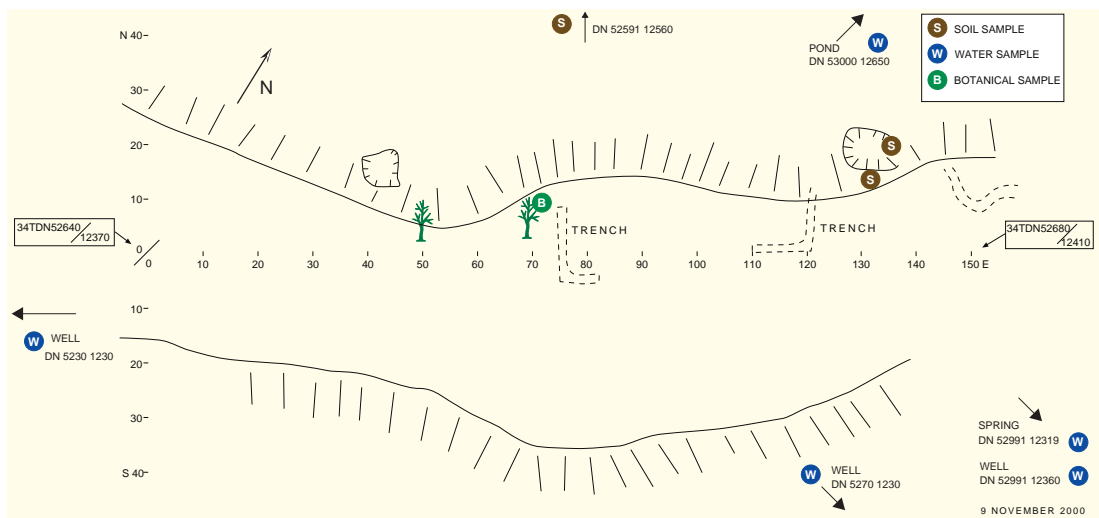 N 40
S
DN 52591 12560
POND
DN 53000 12650
W
S SOIL SAMPLE
W WATER SAMPLE
B BOTANICAL SAMPLE
30
N
20
S
S
10
B
TRENCH
TRENCH
34TDN52640
12370
34TDN52680
12410
0
0 10 20 30 40 50 60 70 80 90 100 110 120 130 140 150 E
10
W WELL
DN 5230 1230
20
30
S 40
W WELL
DN 5270 1230
SPRING
DN 52991 12319 W
WELL
DN 52991 12360 W
9 NOVEMBER 2000